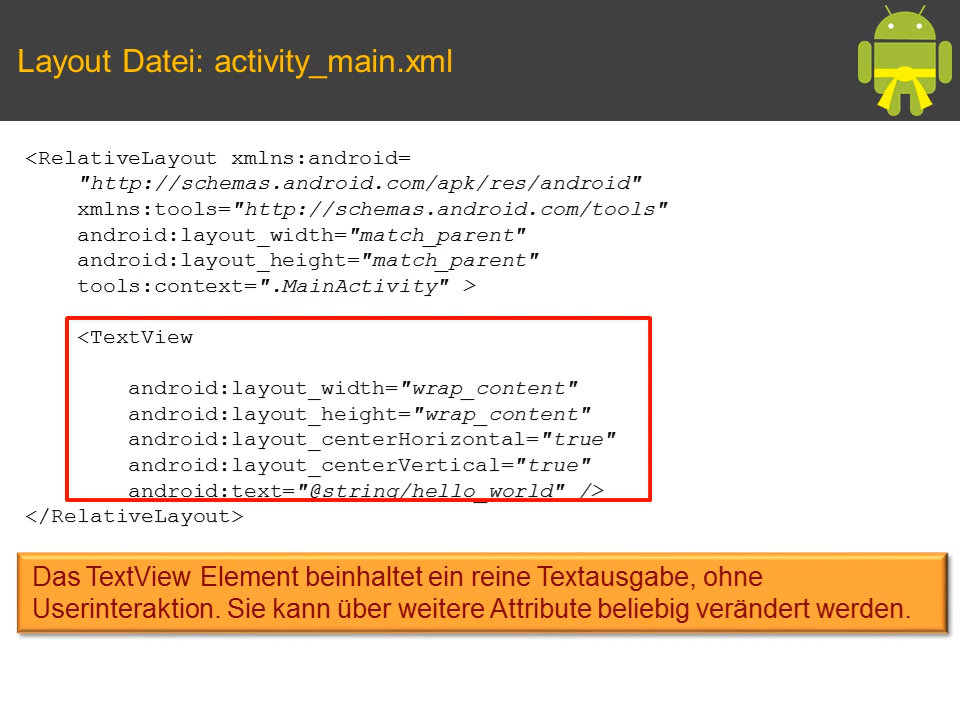 Layout Datei: activity_main.xml
<RelativeLayout xmlns:android=
"http://schemas.android.com/apk/res/android"
xmlns:tools="http://schemas.android.com/tools"
android:layout_width="match_parent"
android:layout_height="match_parent"
tools:context=".MainActivity" >
<TextView
android:layout_width="wrap_content"
android:layout_height="wrap_content"
android:layout_centerHorizontal="true"
android:layout_centerVertical="true"
android:text="@string/hello_world" />
</RelativeLayout>
Das TextView Element beinhaltet ein reine Textausgabe, ohne
Userinteraktion. Sie kann über weitere Attribute beliebig verändert werden.